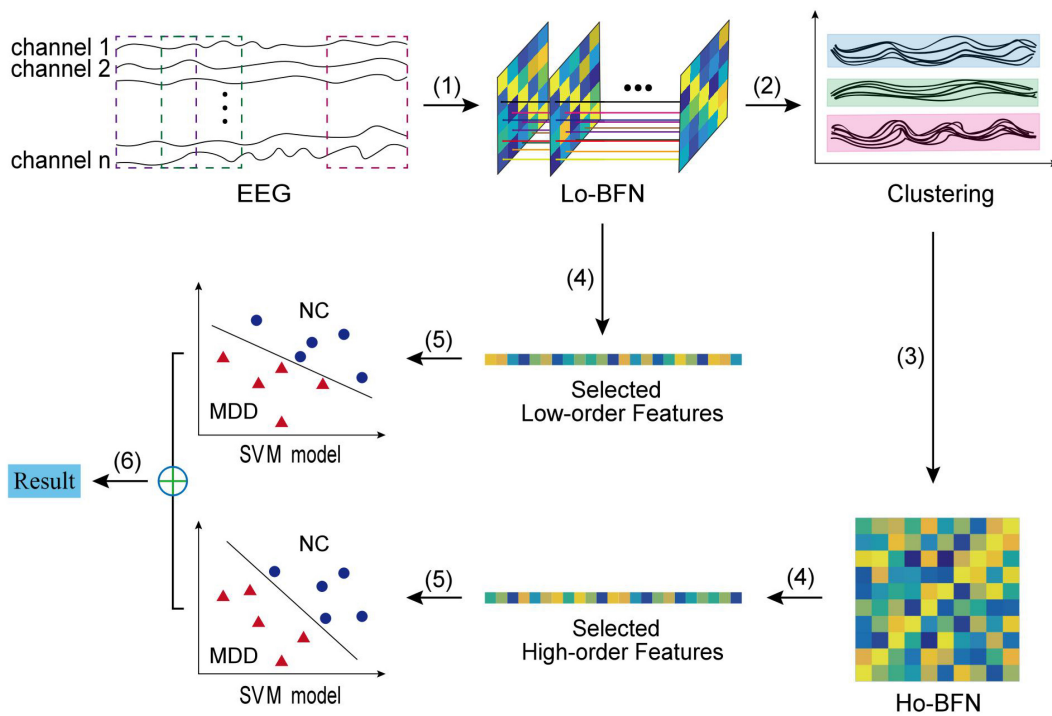 channel 1
channel 2
channel n
EEG
(1)
Lo-BFN
(2)
Clustering
(4)
(3)
NC
MDD
SVM model
(5)
Selected
Low-order Features
(6)
Result
NC
MDD
SVM model
(5)
Selected
High-order Features
(4)
Ho-BFN